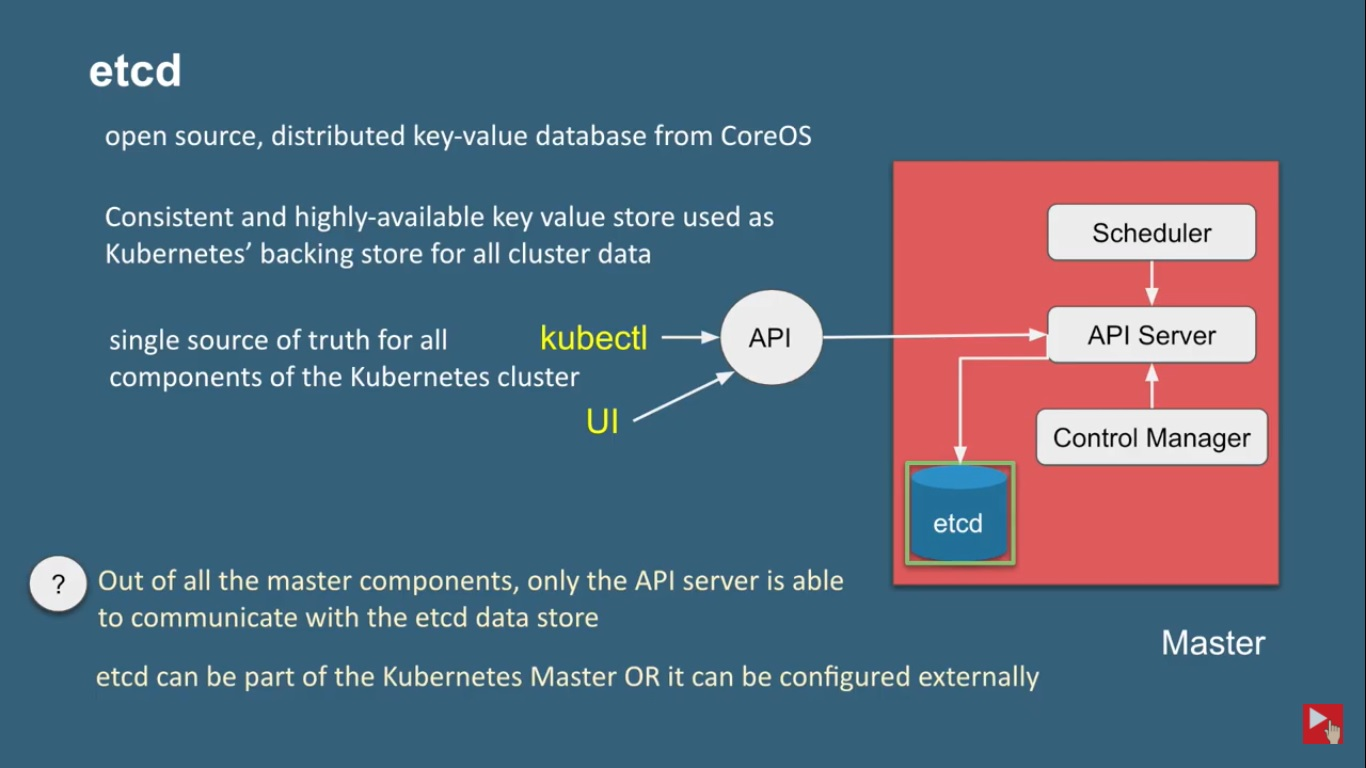 etcd
open source, distributed key-value database from CoreOS
Consistent and highly-available key value store used as
Kubernetes’ backing store for all cluster data
single source of truth for all
components of the Kubernetes cluster
kubectl
UI
API
Scheduler
API Server
Control Manager
etcd
Master
?
Out of all the master components, only the API server is able
to communicate with the etcd data store
etcd can be part of the Kubernetes Master OR it can be configured externally